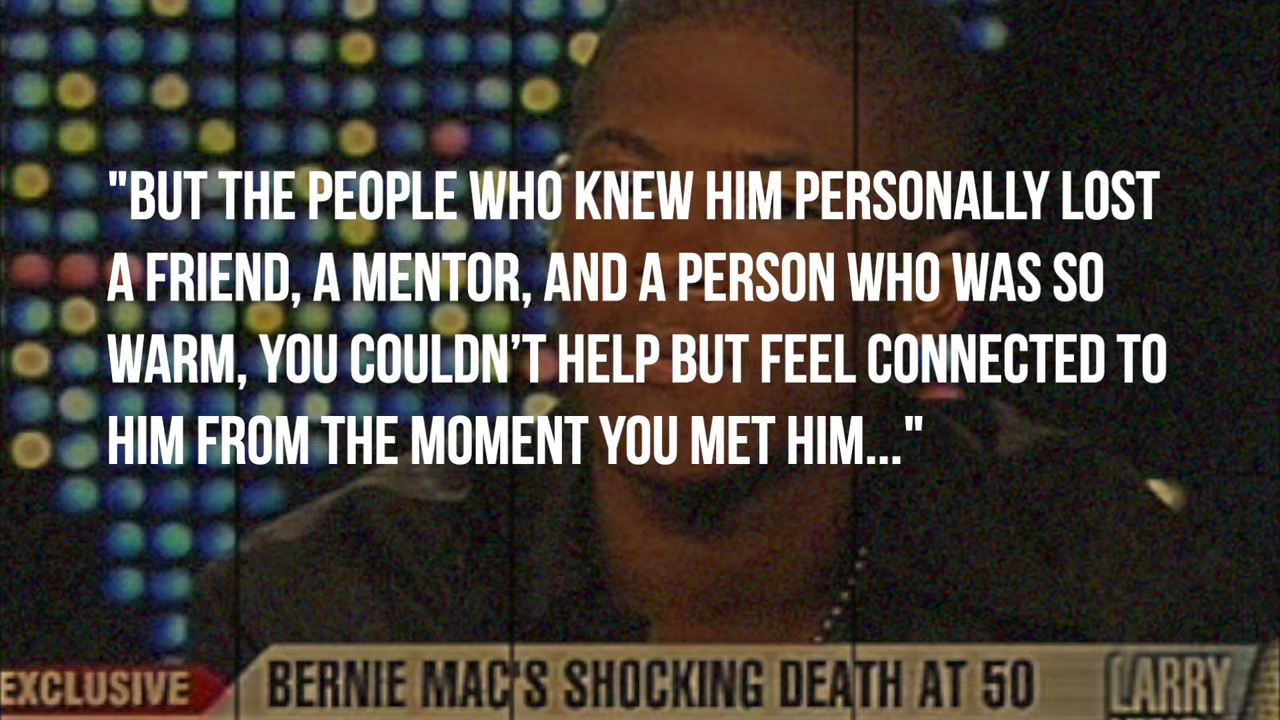 "BUT THE PEOPLE WHO KNEW HIM PERSONALLY LOST
A FRIEND, A MENTOR, AND A PERSON WHO WAS SO
WARM, YOU COULDN’T HELP BUT FEEL CONNECTED TO
HIM FROM THE MOMENT YOU MET HIM..."
EXCLUSIVE BERNIE MAC'S SHOCKING DEATH AT 50 LARRY